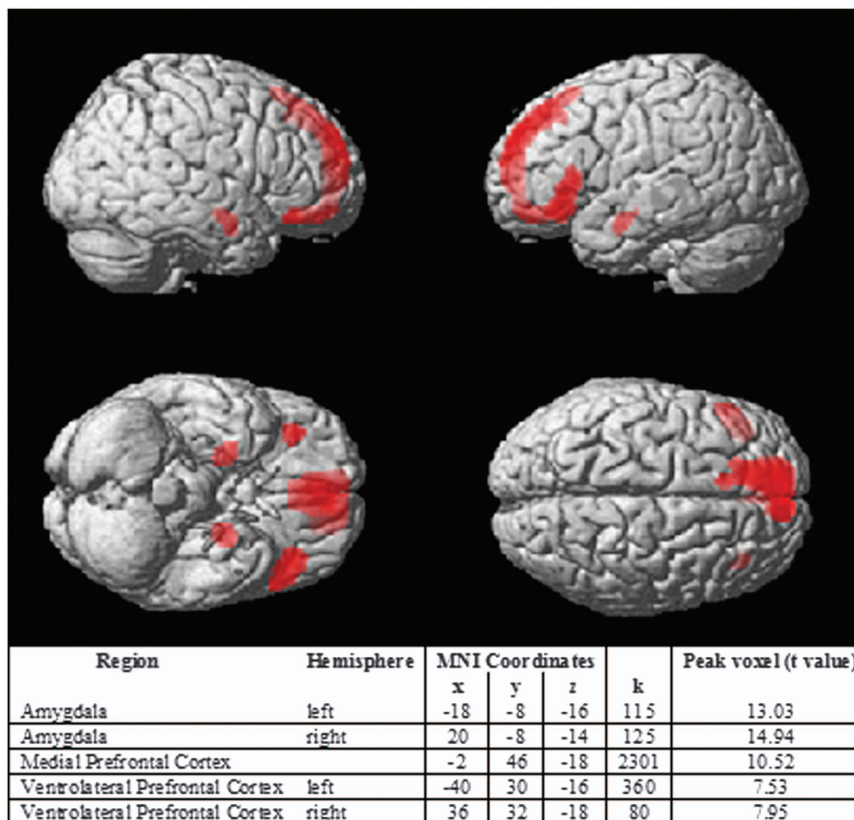 Region Hemisphere MNI Coordinates Peak voxel (t value)
x y z k
Amygdala left -18 -8 -16 115 13.03
Amygdala right 20 -8 -14 125 14.94
Medial Prefrontal Cortex -2 46 -18 2301 10.52
Ventrolateral Prefrontal Cortex left -40 30 -16 360 7.53
Ventrolateral Prefrontal Cortex right 36 32 -18 80 7.95